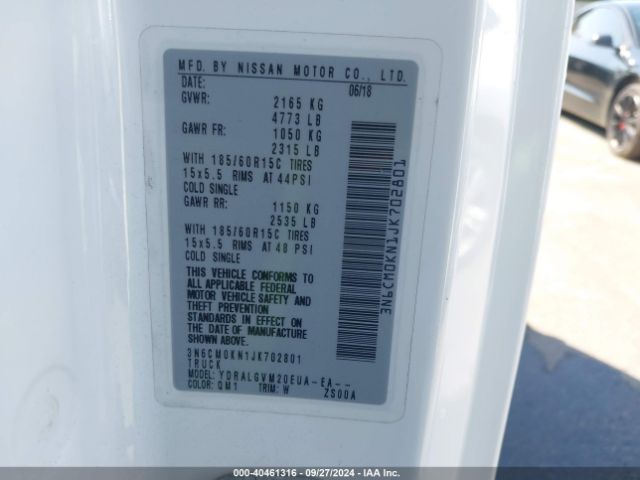 MFD. BY NISSAN MOTOR CO., LTD.
DATE: 06/18
GVWR: 2165 KG
4773 LB
GAWR FR: 1050 KG
2315 LB
WITH 185/60R15C TIRES
15x5.5 RIMS AT 44PSI
COLD SINGLE
GAWR RR: 1150 KG
2535 LB
WITH 185/60R15C TIRES
15x5.5 RIMS AT 48 PSI
COLD SINGLE
THIS VEHICLE CONFORMS TO
ALL APPLICABLE FEDERAL
MOTOR VEHICLE SAFETY AND
THEFT PREVENTION
STANDARDS IN EFFECT ON
THE DATE OF MANUFACTURE
SHOWN ABOVE.
3N6CM0KN1JK702801
TRUCK
MODEL: YDRALGVM20EUA-EA--
COLOR: QM1 TRIM: W ZS00A
3N6CM0KN1JK702801
000-40461316 - 09/27/2024 - IAA Inc.